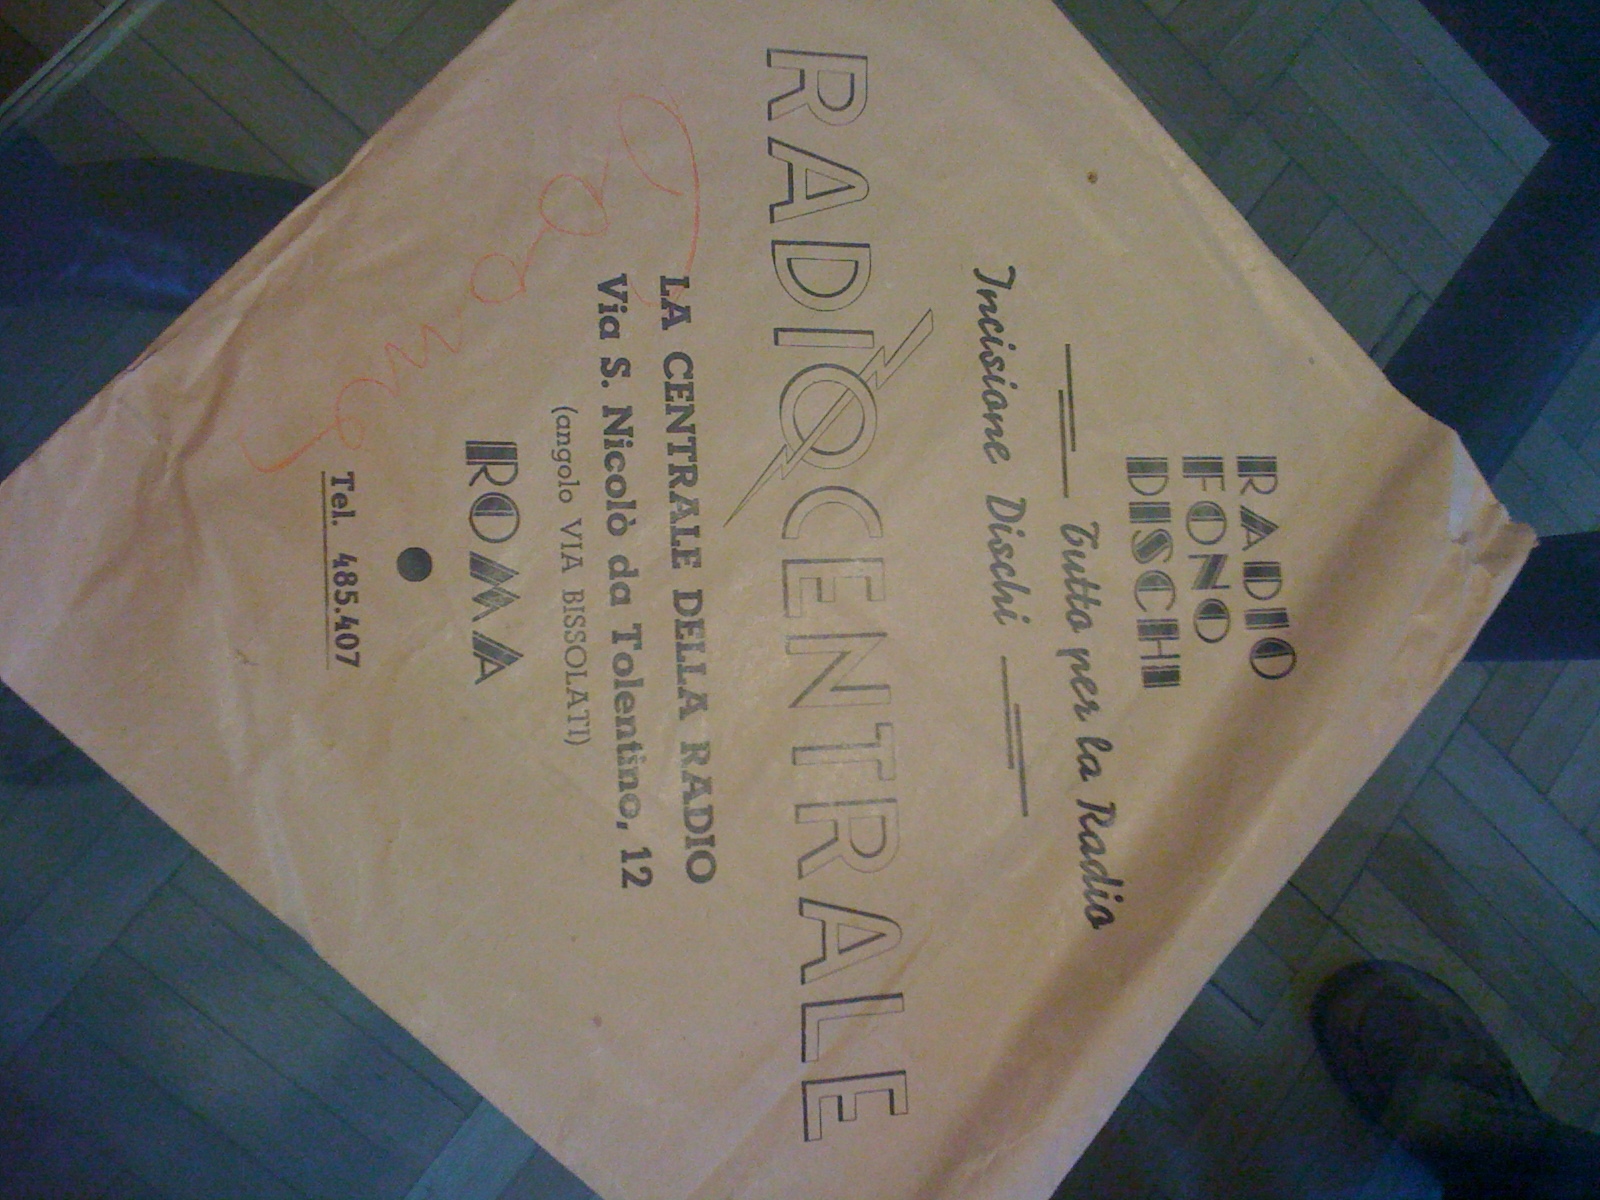 RADIO
FONO
DISCHI
Tutto per la Radio
Incisione Dischi
RADIOCENTRALE
LA CENTRALE DELLA RADIO
Via S. Nicolò da Tolentino, 12
(angolo VIA BISSOLATI)
ROMA
Tel. 485.407